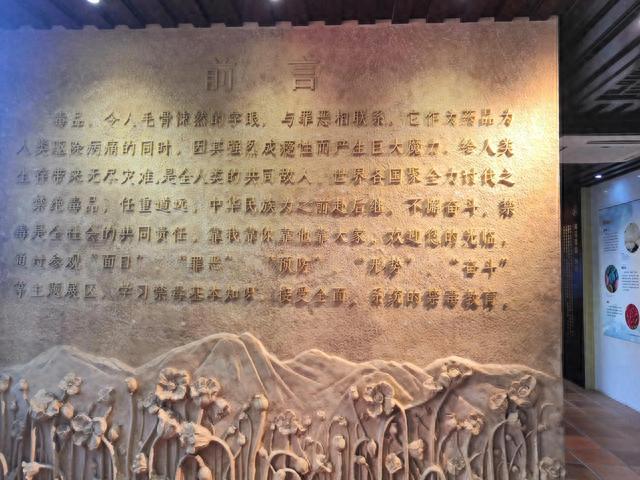 前言
毒品，令人毛骨悚然的字眼，与罪恶相联系。它作为药品为
人类驱除病痛的同时，因其强烈成瘾性而产生巨大魔力，给人类
生存带来无尽灾难，是全人类的共同敌人，世界各国聚全力讨伐之
禁绝毒品，任重道远，中华民族为之前赴后继，不懈奋斗，禁
毒是全社会的共同责任，靠我靠你靠他靠大家，欢迎您的光临，
通过参观“面目” “罪恶” “预防” “形势” “奋斗”
等主题展区，学习禁毒基本知识，接受全面、系统的禁毒教育。